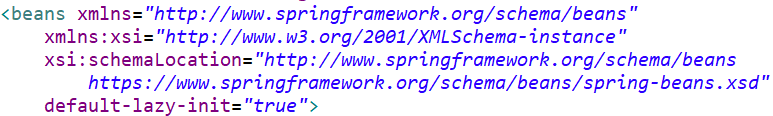 <beans xmlns="http://www.springframework.org/schema/beans"
xmlns:xsi="http://www.w3.org/2001/XMLSchema-instance"
xsi:schemaLocation="http://www.springframework.org/schema/beans
https://www.springframework.org/schema/beans/spring-beans.xsd"
default-lazy-init="true">